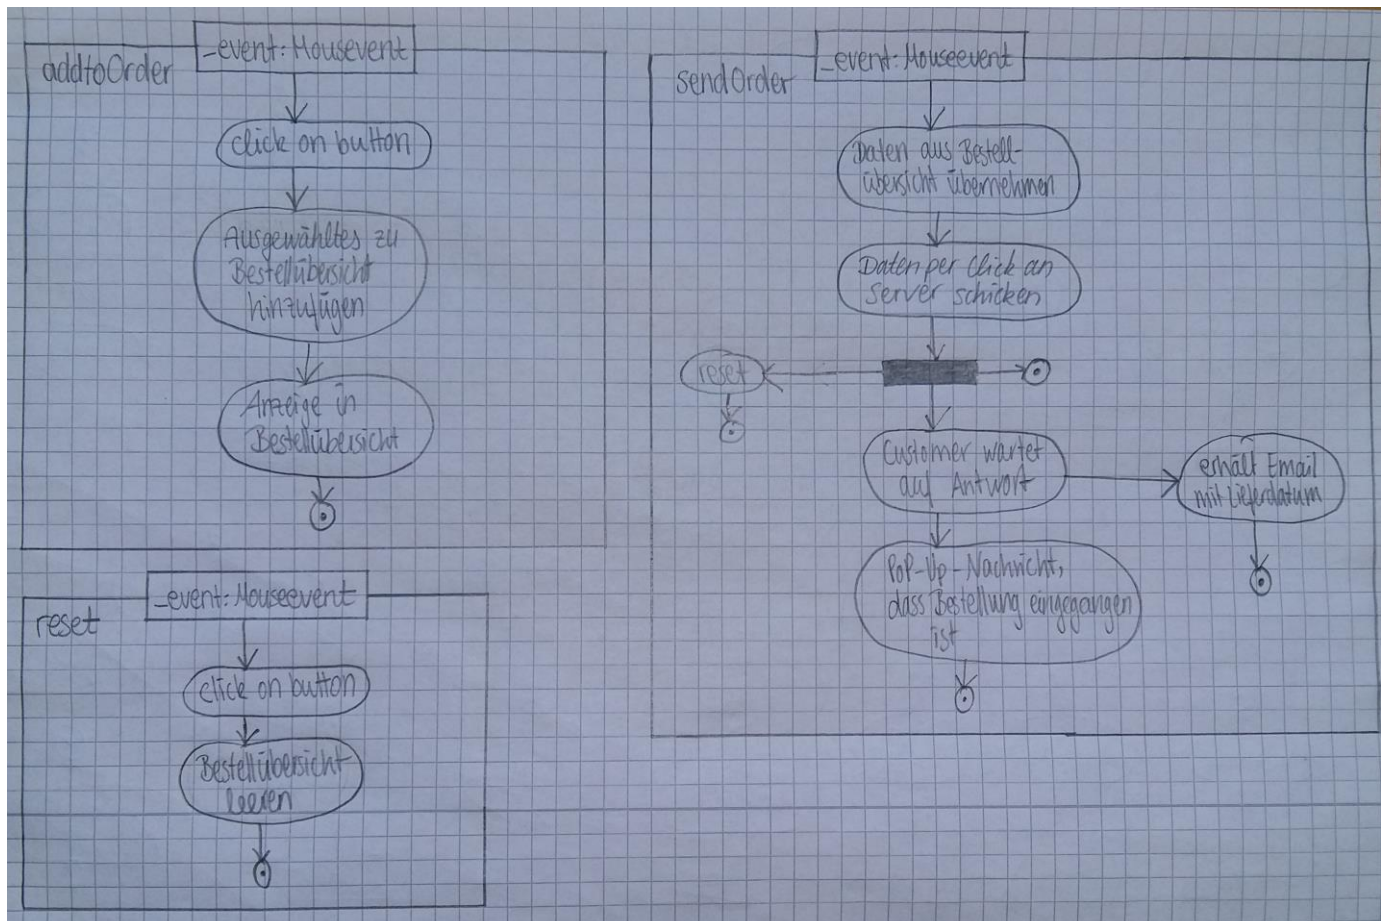 addtoOrder
_event: Mousevent
click on button
Ausgewähltes zu
Bestellübersicht
hinzufügen
Anzeige in
Bestellübersicht
reset
_event: Mouseevent
click on button
Bestellübersicht
leeren
sendOrder
_event: Mouseevent
Daten aus Bestell-
übersicht übernehmen
Daten per Click an
Server schicken
reset
Customer wartet
auf Antwort
erhält Email
mit Lieferdatum
PoP-Up-Nachricht,
dass Bestellung eingegangen
ist